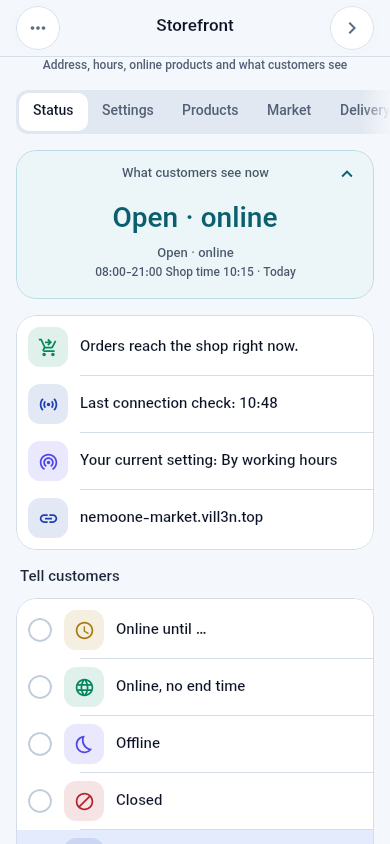 Storefront
Address, hours, online products and what customers see
Status
Settings
Products
Market
Delivery
What customers see now
Open · online
Open · online
08:00–21:00 Shop time 10:15 · Today
Orders reach the shop right now.
Last connection check: 10:48
Your current setting: By working hours
nemoone-market.vill3n.top
Tell customers
Online until …
Online, no end time
Offline
Closed